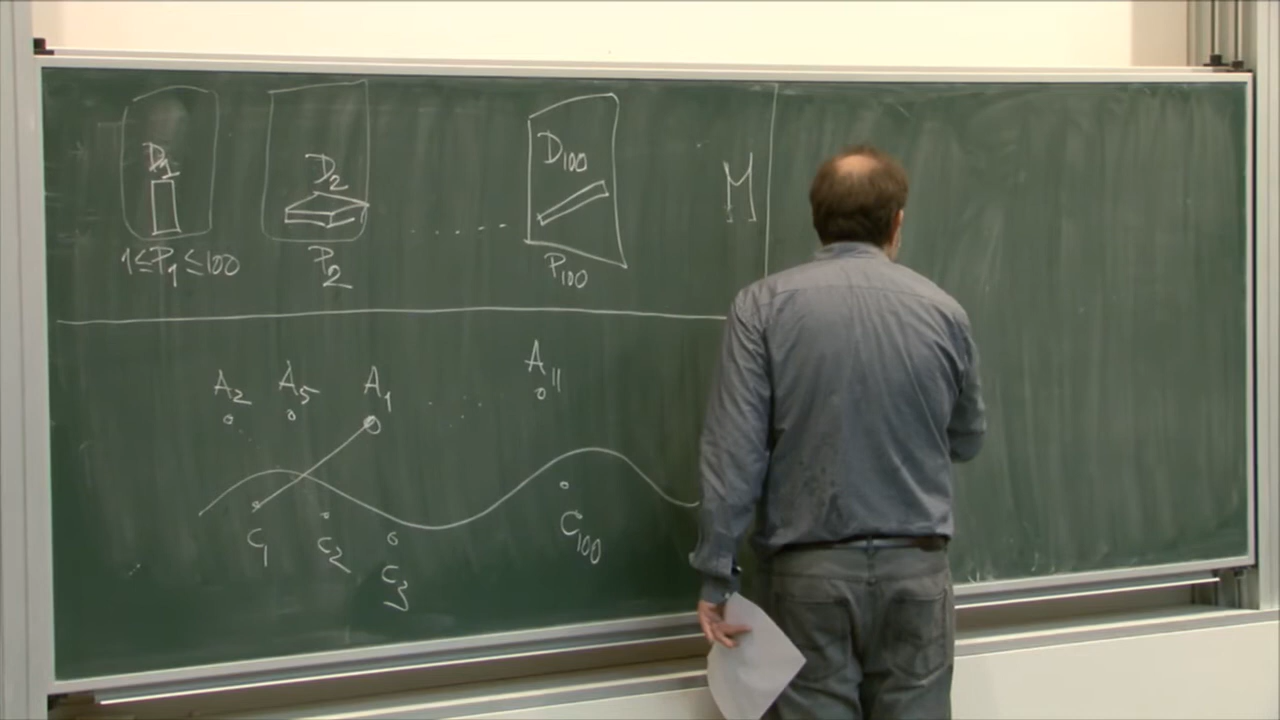 D1 D2 ...... D100 M
1≤P1≤100 P2 P100
A2 A5 A1 ..... A11
C1 C2 C3 C100